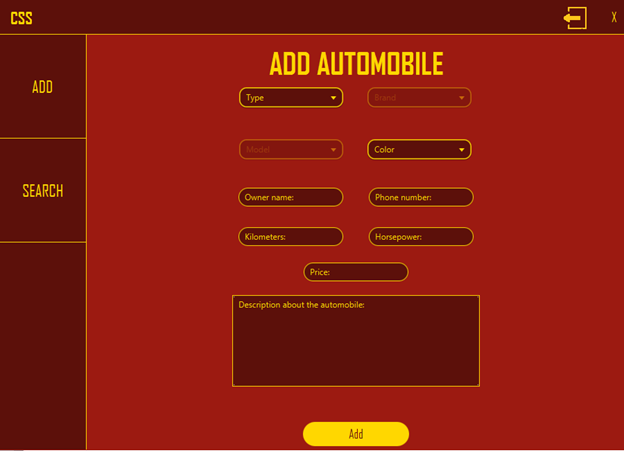 CSS
X
ADD
SEARCH
ADD AUTOMOBILE
Type
Brand
Model
Color
Owner name:
Phone number:
Kilometers:
Horsepower:
Price:
Description about the automobile:
Add